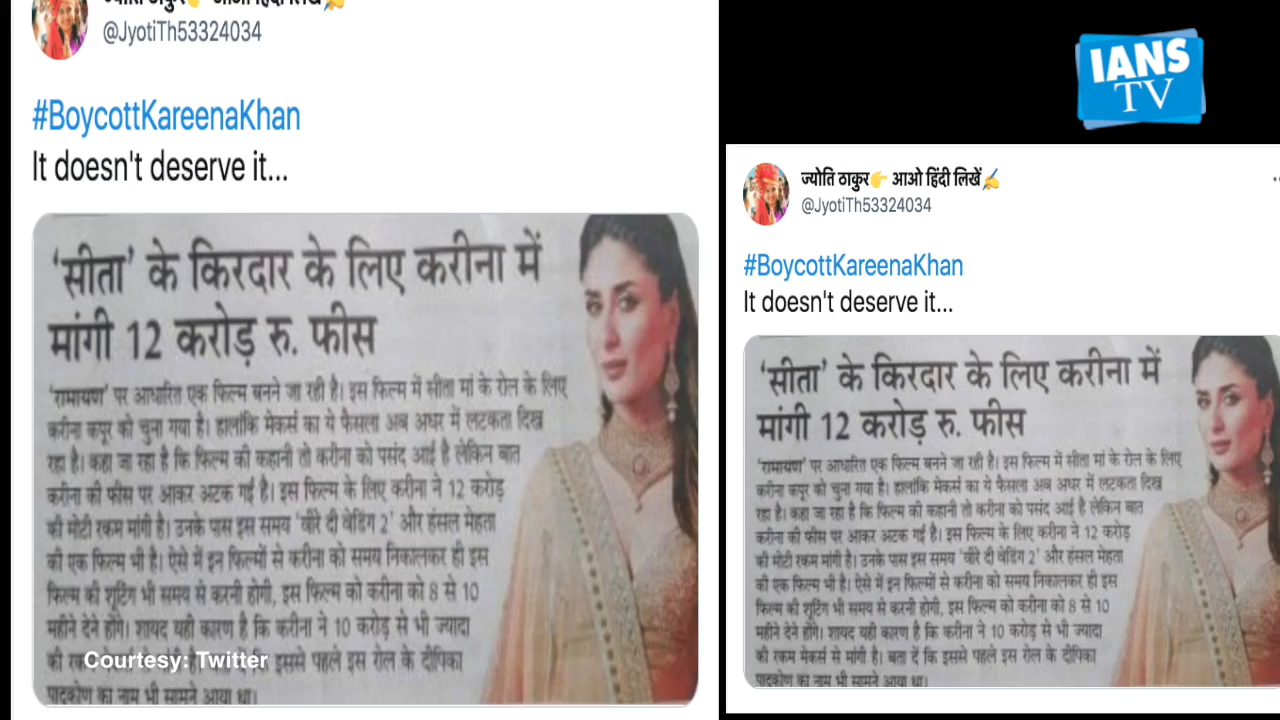 ज्योति ठाकुर👉 आओ हिंदी लिखें✍
@JyotiTh53324034
#BoycottKareenaKhan
It doesn't deserve it...
'सीता' के किरदार के लिए करीना में
मांगी 12 करोड़ रु. फीस
'रामायण' पर आधारित एक फिल्म बनने जा रही है। इस फिल्म में सीता मां के रोल के लिए
करीना कपूर को चुना गया है। हालांकि मेकर्स का ये फैसला अब अधर में लटकता दिख
रहा है। कहा जा रहा है कि फिल्म की कहानी तो करीना को पसंद आई है लेकिन बात
करीना की फीस पर आकर अटक गई है। इस फिल्म के लिए करीना ने 12 करोड़
की मोटी रकम मांगी है। उनके पास इस समय 'वीरे दी वेडिंग 2' और हंसल मेहता
की एक फिल्म भी है। ऐसे में इन फिल्मों से करीना को समय निकालकर ही इस
फिल्म की शूटिंग भी समय से करनी होगी, इस फिल्म को करीना को 8 से 10
महीने देने होंगे। शायद यही कारण है कि करीना ने 10 करोड़ से भी ज्यादा
की रकम इससे पहले इस रोल के दीपिका
पादुकोण का नाम भी सामने आया था।
Courtesy: Twitter
IANS
TV
ज्योति ठाकुर👉 आओ हिंदी लिखें✍
@JyotiTh53324034
#BoycottKareenaKhan
It doesn't deserve it...
'सीता' के किरदार के लिए करीना में
मांगी 12 करोड़ रु. फीस
'रामायण' पर आधारित एक फिल्म बनने जा रही है। इस फिल्म में सीता मां के रोल के लिए
करीना कपूर को चुना गया है। हालांकि मेकर्स का ये फैसला अब अधर में लटकता दिख
रहा है। कहा जा रहा है कि फिल्म की कहानी तो करीना को पसंद आई है लेकिन बात
करीना की फीस पर आकर अटक गई है। इस फिल्म के लिए करीना ने 12 करोड़
की मोटी रकम मांगी है। उनके पास इस समय 'वीरे दी वेडिंग 2' और हंसल मेहता
की एक फिल्म भी है। ऐसे में इन फिल्मों से करीना को समय निकालकर ही इस
फिल्म की शूटिंग भी समय से करनी होगी, इस फिल्म को करीना को 8 से 10
महीने देने होंगे। शायद यही कारण है कि करीना ने 10 करोड़ से भी ज्यादा
की रकम मेकर्स से मांगी है। बता दें कि इससे पहले इस रोल के दीपिका
पादुकोण का नाम भी सामने आया था।